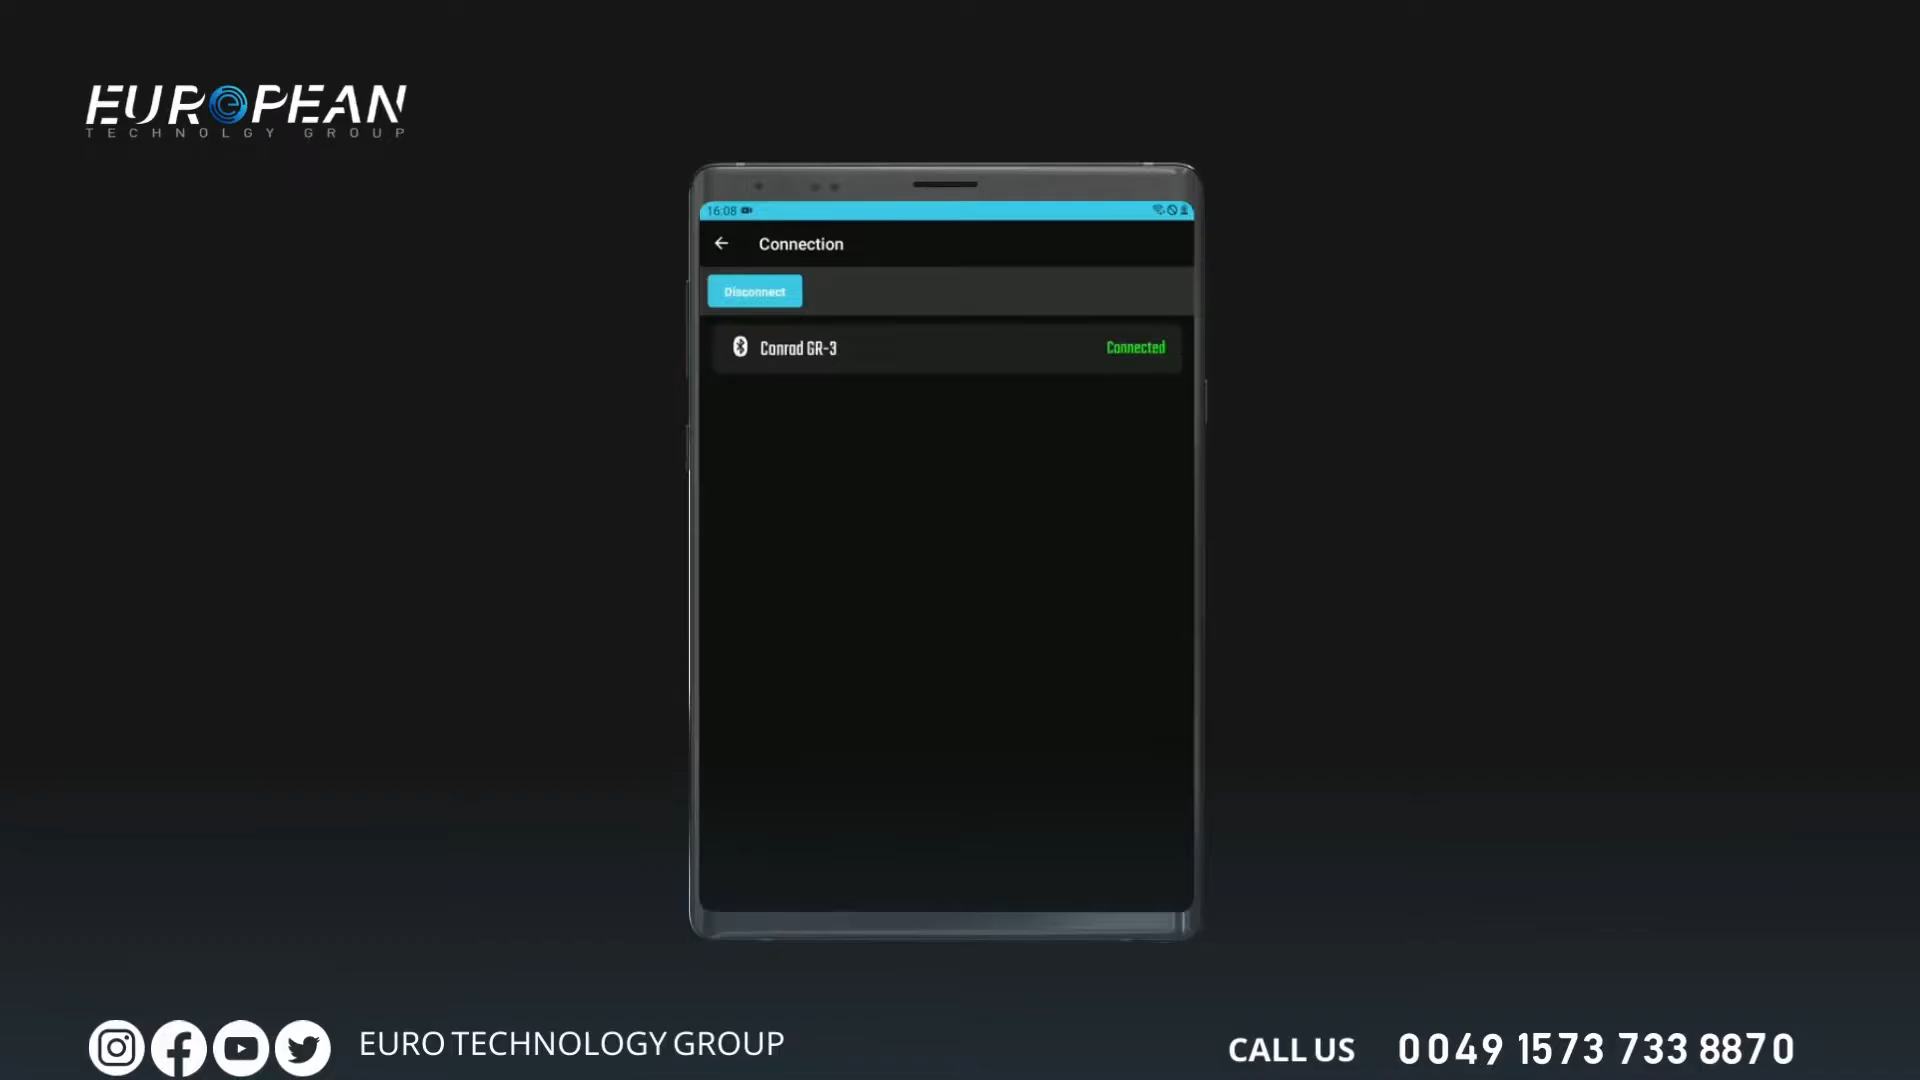 EUROPEAN
TECHNOLGY GROUP
16:08
Connection
Disconnect
Conrad GR-3
Connected
EURO TECHNOLOGY GROUP
CALL US 0049 1573 733 8870